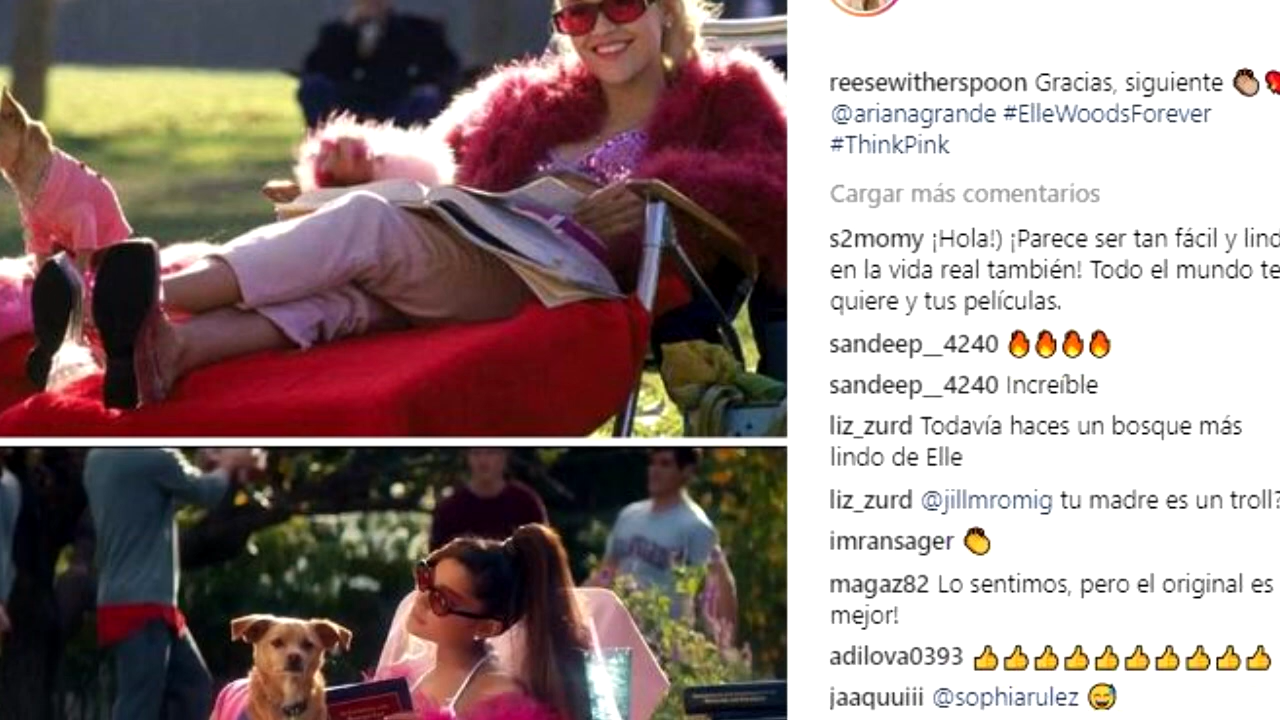 reesewitherspoon Gracias, siguiente 👏🏽
@arianagrande #ElleWoodsForever
#ThinkPink
Cargar más comentarios
s2momy ¡Hola!) ¡Parece ser tan fácil y lind
en la vida real también! Todo el mundo te
quiere y tus películas.
sandeep__4240 🔥🔥🔥🔥
sandeep__4240 Increíble
liz_zurd Todavía haces un bosque más
lindo de Elle
liz_zurd @jillmromig tu madre es un troll?
imransager 👏
magaz82 Lo sentimos, pero el original es
mejor!
adilova0393 👍👍👍👍👍👍👍👍👍👍
jaaquuiii @sophiarulez 😅